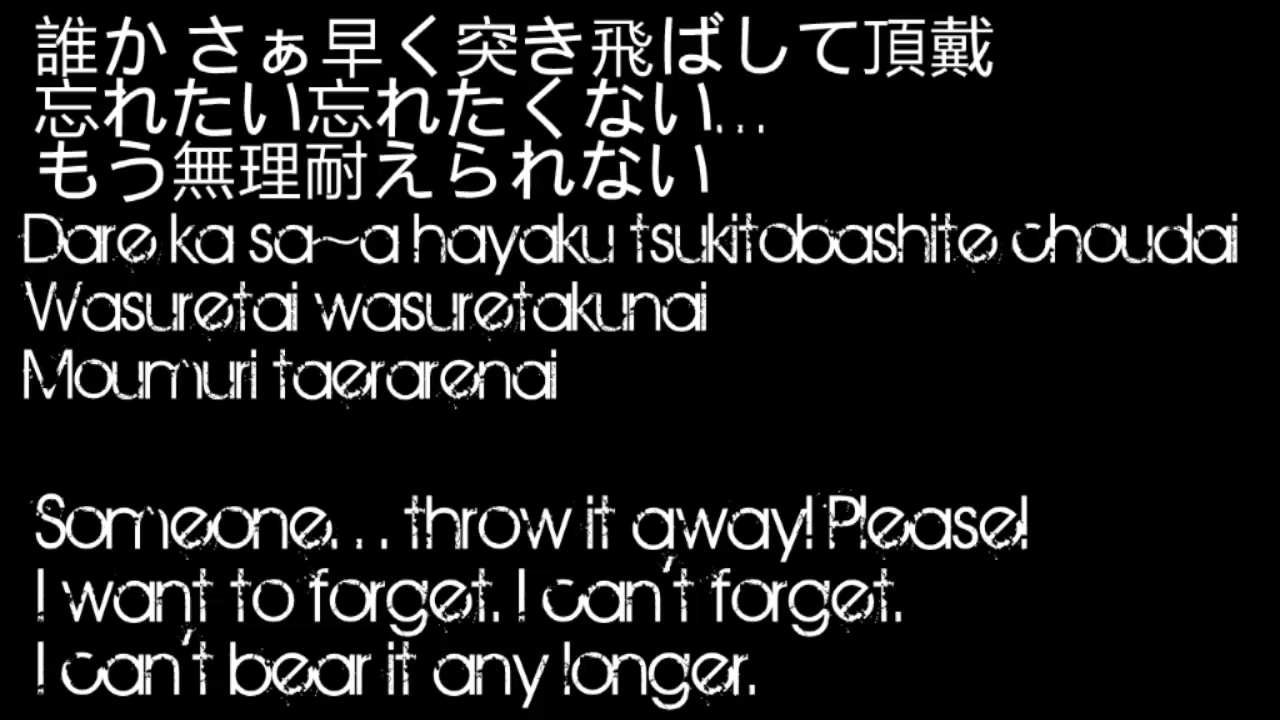 誰か さぁ早く突き飛ばして頂戴
忘れたい忘れたくない...
もう無理耐えられない
Dare ka sa~a hayaku tsukitobashite choudai
Wasuretai wasuretakunai
Moumuri taerarenai
Someone... throw it away! Please!
I want to forget. I can't forget.
I can't bear it any longer.